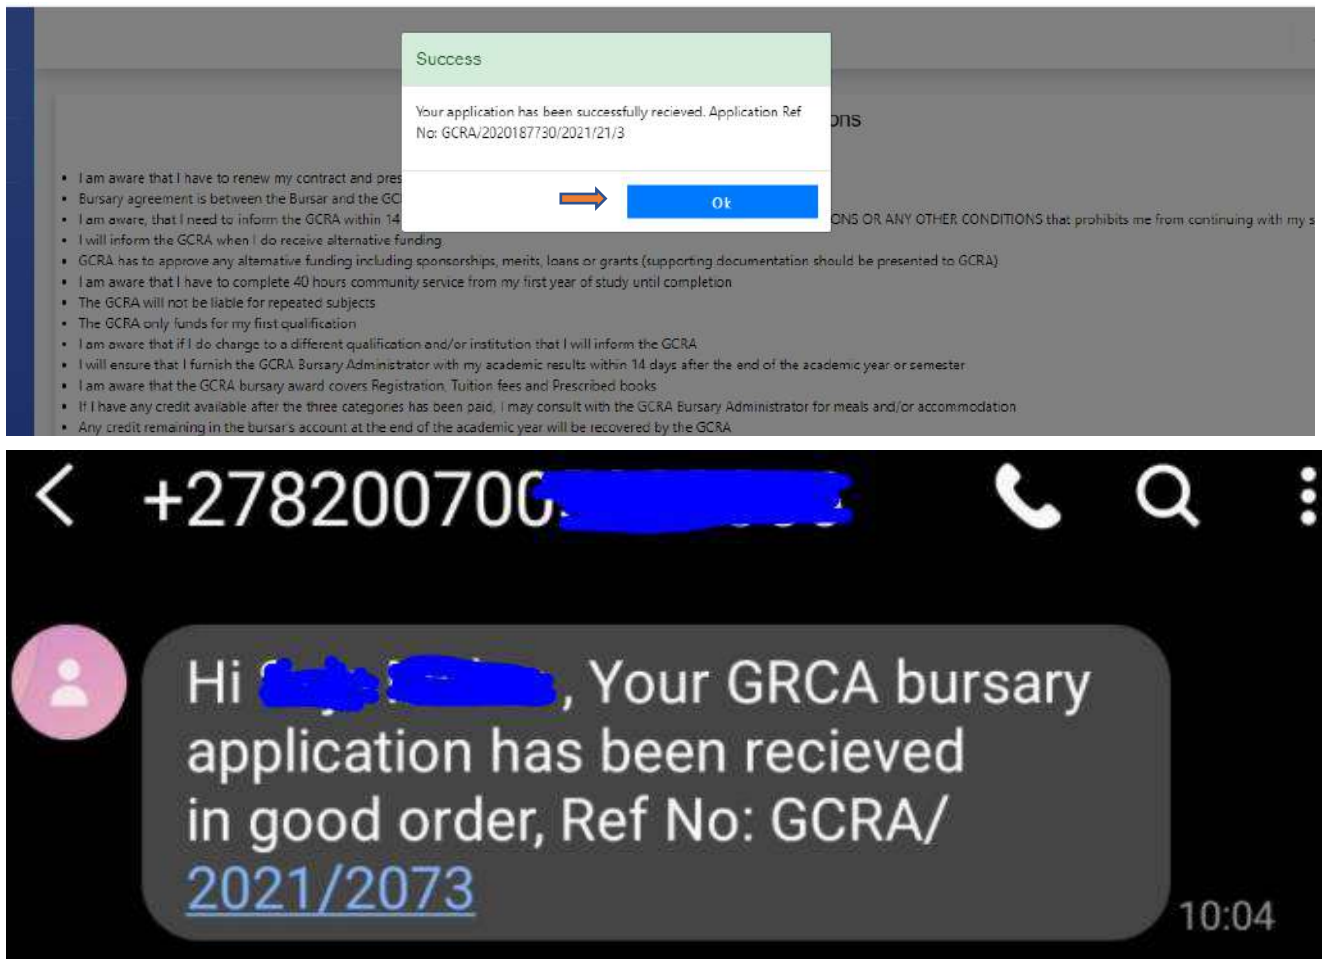 Success
Your application has been successfully recieved. Application Ref
No: GCRA/2020187730/2021/21/3
Ok
ons
I am aware that I have to renew my contract and pres
Bursary agreement is between the Bursar and the GC
I am aware, that I need to inform the GCRA within 14 ONS OR ANY OTHER CONDITIONS that prohibits me from continuing with my s
I will inform the GCRA when I do receive alternative funding
GCRA has to approve any alternative funding including sponsorships, merits, loans or grants (supporting documentation should be presented to GCRA)
I am aware that I have to complete 40 hours community service from my first year of study until completion
The GCRA will not be liable for repeated subjects
The GCRA only funds for my first qualification
I am aware that if I do change to a different qualification and/or institution that I will inform the GCRA
I will ensure that I furnish the GCRA Bursary Administrator with my academic results within 14 days after the end of the academic year or semester
I am aware that the GCRA bursary award covers Registration, Tuition fees and Prescribed books
If I have any credit available after the three categories has been paid, I may consult with the GCRA Bursary Administrator for meals and/or accommodation
Any credit remaining in the bursar's account at the end of the academic year will be recovered by the GCRA
+278200700
Hi , Your GRCA bursary
application has been recieved
in good order, Ref No: GCRA/
2021/2073
10:04